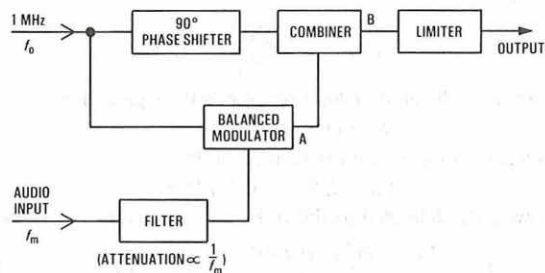 1 MHz
f₀
90°
PHASE SHIFTER
COMBINER
B
LIMITER
OUTPUT
BALANCED
MODULATOR
A
AUDIO
INPUT
fₘ
FILTER
(ATTENUATION ∝ 1/fₘ)